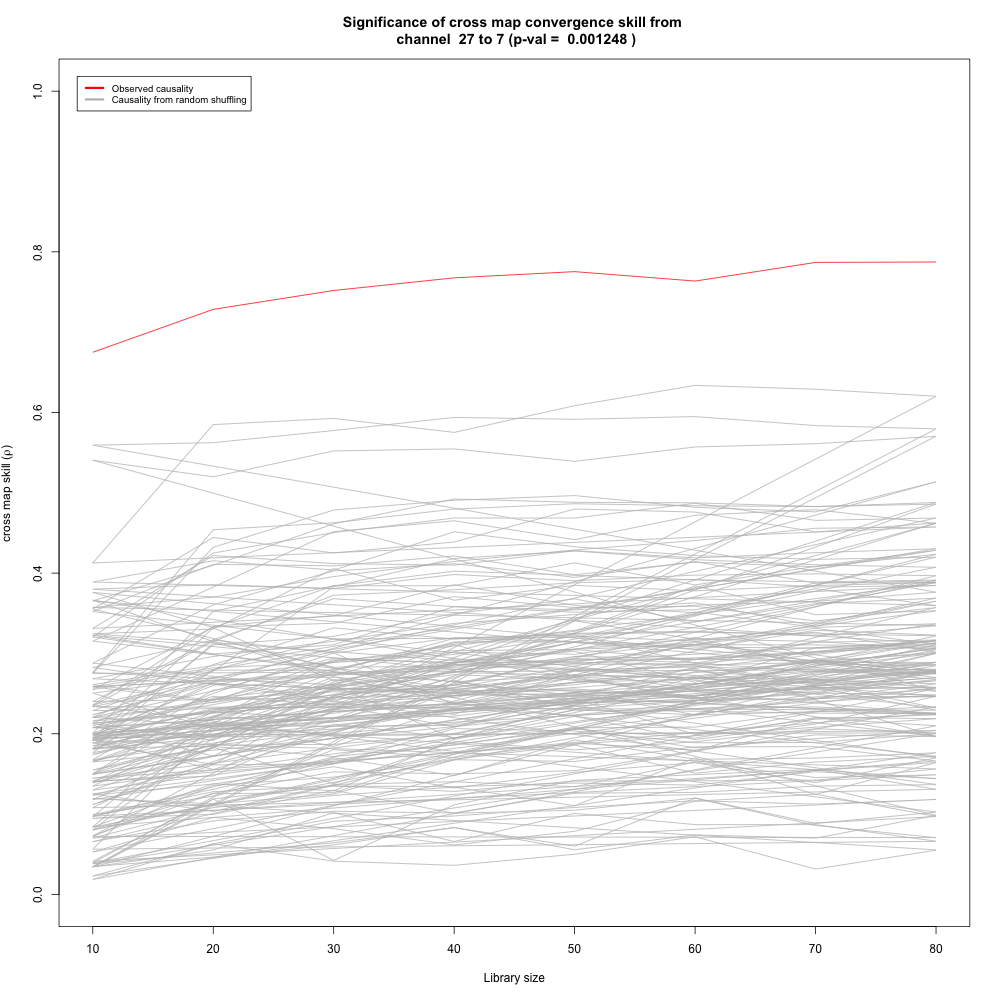 Significance of cross map convergence skill from
channel  27 to 7 (p-val =  0.001248 )
Observed causality
Causality from random shuffling
cross map skill (ρ)
1.0
0.8
0.6
0.4
0.2
0.0
10 20 30 40 50 60 70 80
Library size